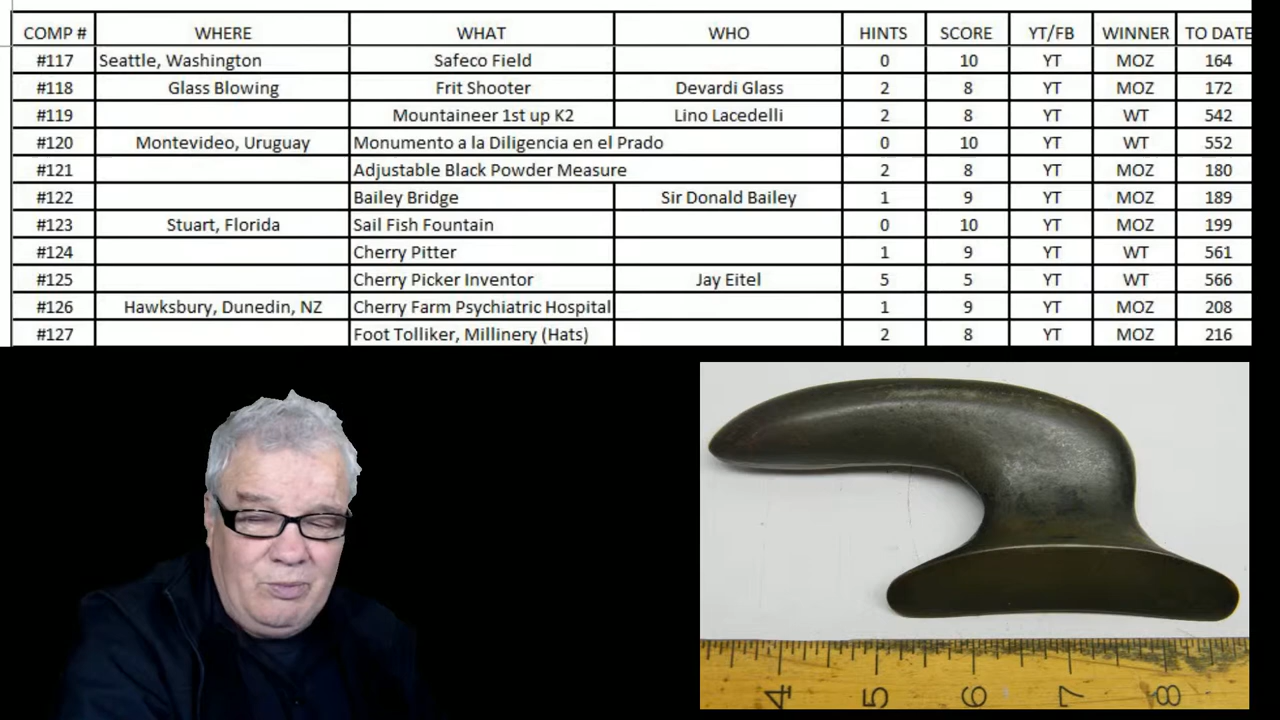 COMP # WHERE WHAT WHO HINTS SCORE YT/FB WINNER TO DATE
#117 Seattle, Washington Safeco Field 0 10 YT MOZ 164
#118 Glass Blowing Frit Shooter Devardi Glass 2 8 YT MOZ 172
#119 Mountaineer 1st up K2 Lino Lacedelli 2 8 YT WT 542
#120 Montevideo, Uruguay Monumento a la Diligencia en el Prado 0 10 YT WT 552
#121 Adjustable Black Powder Measure 2 8 YT MOZ 180
#122 Bailey Bridge Sir Donald Bailey 1 9 YT MOZ 189
#123 Stuart, Florida Sail Fish Fountain 0 10 YT MOZ 199
#124 Cherry Pitter 1 9 YT WT 561
#125 Cherry Picker Inventor Jay Eitel 5 5 YT WT 566
#126 Hawksbury, Dunedin, NZ Cherry Farm Psychiatric Hospital 1 9 YT MOZ 208
#127 Foot Tolliker, Millinery (Hats) 2 8 YT MOZ 216
4 5 6 7 8